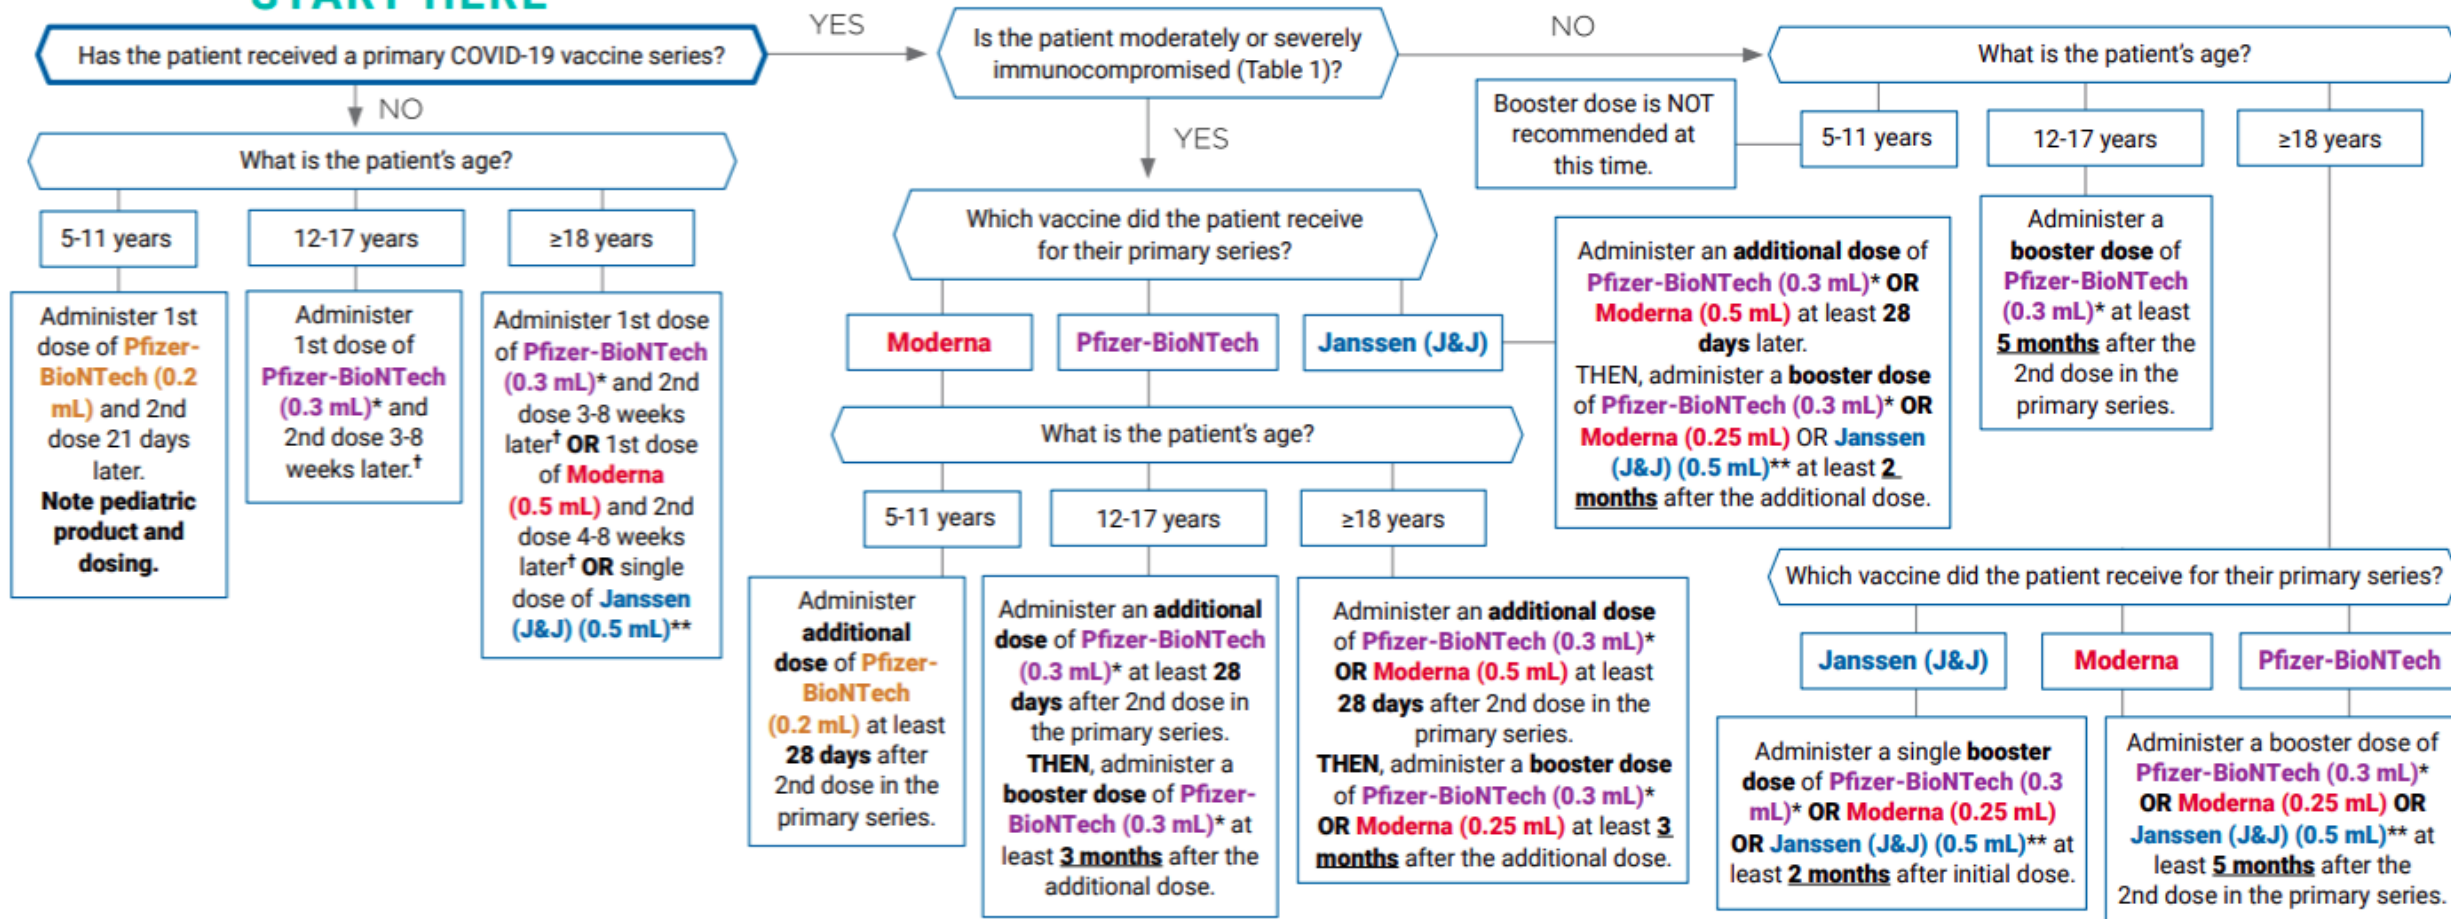 START HERE
Has the patient received a primary COVID-19 vaccine series?
YES
Is the patient moderately or severely
immunocompromised (Table 1)?
NO
What is the patient's age?
NO
What is the patient's age?
5-11 years
12-17 years
≥18 years
Administer 1st
dose of Pfizer-
BioNTech (0.2
mL) and 2nd
dose 21 days
later.
Note pediatric
product and
dosing.
Administer
1st dose of
Pfizer-BioNTech
(0.3 mL)* and
2nd dose 3-8
weeks later.†
Administer 1st dose
of Pfizer-BioNTech
(0.3 mL)* and 2nd
dose 3-8 weeks
later† OR 1st dose
of Moderna
(0.5 mL) and 2nd
dose 4-8 weeks
later† OR single
dose of Janssen
(J&J) (0.5 mL)**
YES
Which vaccine did the patient receive
for their primary series?
Moderna
Pfizer-BioNTech
Janssen (J&J)
Administer an additional dose of
Pfizer-BioNTech (0.3 mL)* OR
Moderna (0.5 mL) at least 28
days later.
THEN, administer a booster dose
of Pfizer-BioNTech (0.3 mL)* OR
Moderna (0.25 mL) OR Janssen
(J&J) (0.5 mL)** at least 2
months after the additional dose.
What is the patient's age?
5-11 years
12-17 years
≥18 years
Administer
additional
dose of Pfizer-
BioNTech
(0.2 mL) at least
28 days after
2nd dose in the
primary series.
Administer an additional
dose of Pfizer-BioNTech
(0.3 mL)* at least 28
days after 2nd dose in
the primary series.
THEN, administer a
booster dose of Pfizer-
BioNTech (0.3 mL)* at
least 3 months after the
additional dose.
Administer an additional dose
of Pfizer-BioNTech (0.3 mL)*
OR Moderna (0.5 mL) at least
28 days after 2nd dose in the
primary series.
THEN, administer a booster dose
of Pfizer-BioNTech (0.3 mL)*
OR Moderna (0.25 mL) at least 3
months after the additional dose.
Booster dose is NOT
recommended at
this time.
5-11 years
12-17 years
≥18 years
Administer a
booster dose of
Pfizer-BioNTech
(0.3 mL)* at least
5 months after the
2nd dose in the
primary series.
Which vaccine did the patient receive for their primary series?
Janssen (J&J)
Moderna
Pfizer-BioNTech
Administer a single booster
dose of Pfizer-BioNTech (0.3
mL)* OR Moderna (0.25 mL)
OR Janssen (J&J) (0.5 mL)** at
least 2 months after initial dose.
Administer a booster dose of
Pfizer-BioNTech (0.3 mL)*
OR Moderna (0.25 mL) OR
Janssen (J&J) (0.5 mL)** at
least 5 months after the
2nd dose in the primary series.